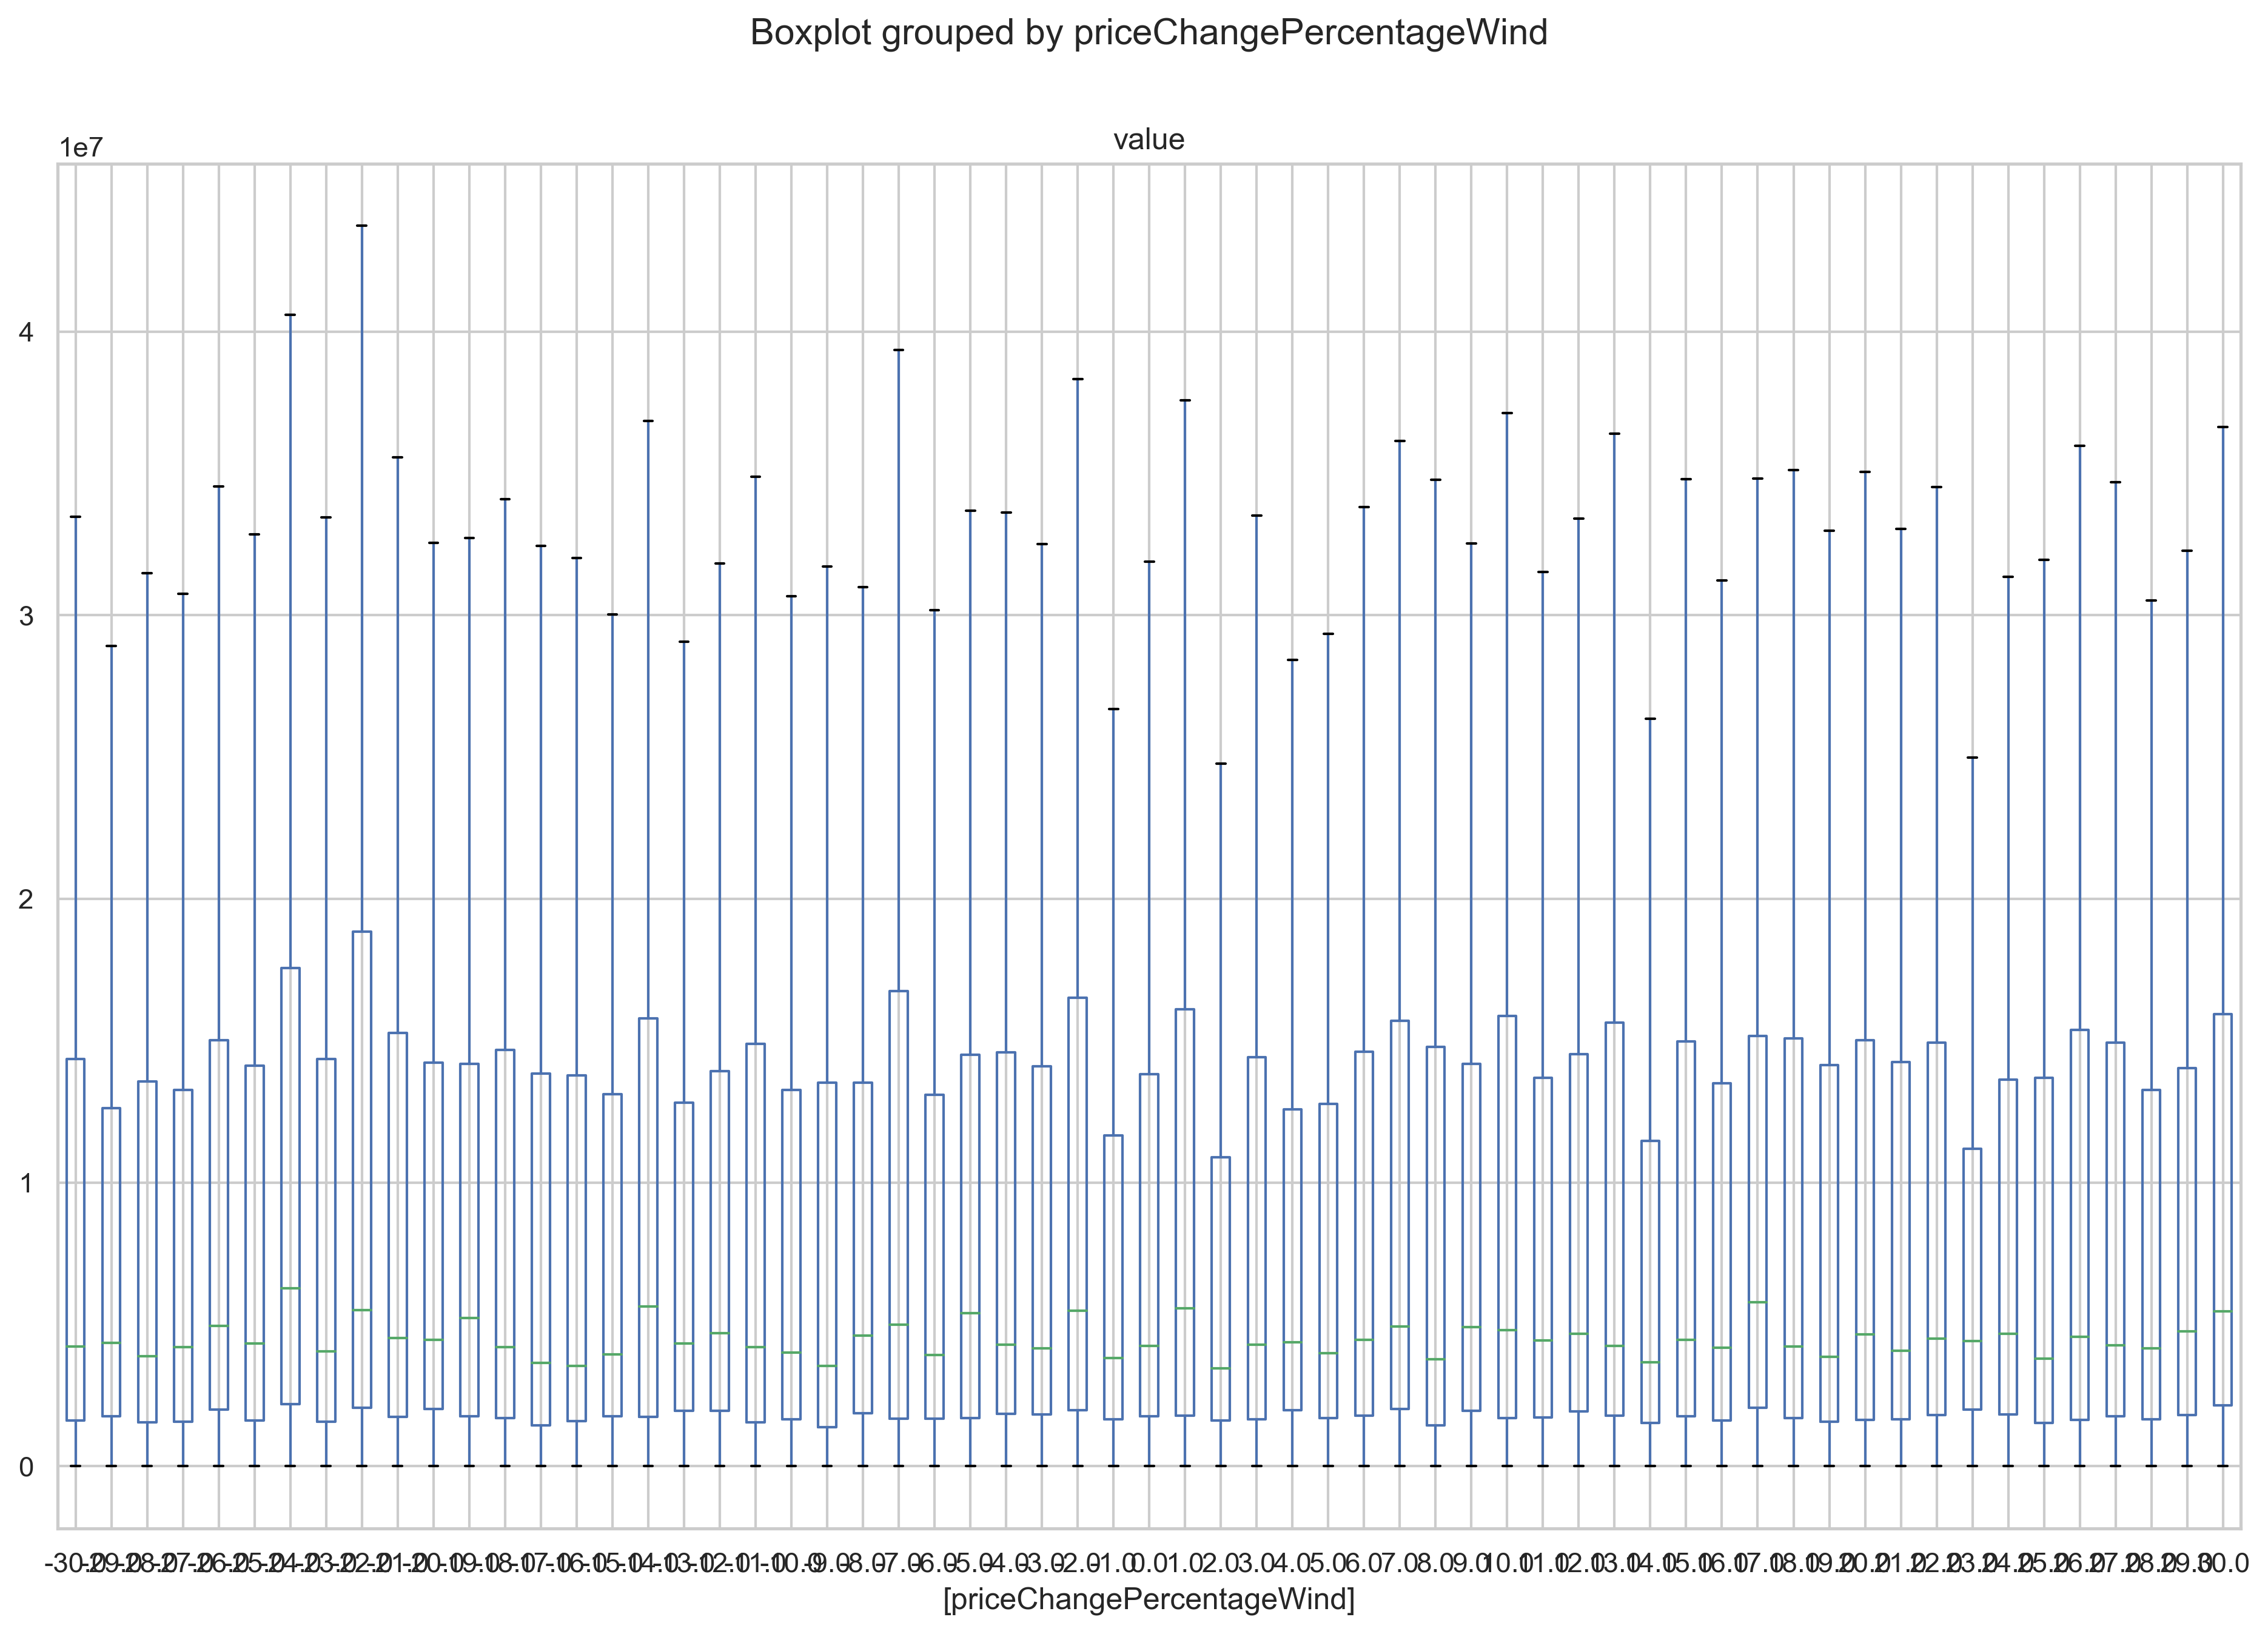 Boxplot grouped by priceChangePercentageWind
value
1e7
4
3
2
1
0
-30.0 -29.0 -28.0 -27.0 -26.0 -25.0 -24.0 -23.0 -22.0 -21.0 -20.0 -19.0 -18.0 -17.0 -16.0 -15.0 -14.0 -13.0 -12.0 -11.0 -10.0 -9.0 -8.0 -7.0 -6.0 -5.0 -4.0 -3.0 -2.0 -1.0 0.0 1.0 2.0 3.0 4.0 5.0 6.0 7.0 8.0 9.0 10.0 11.0 12.0 13.0 14.0 15.0 16.0 17.0 18.0 19.0 20.0 21.0 22.0 23.0 24.0 25.0 26.0 27.0 28.0 29.0 30.0
[priceChangePercentageWind]